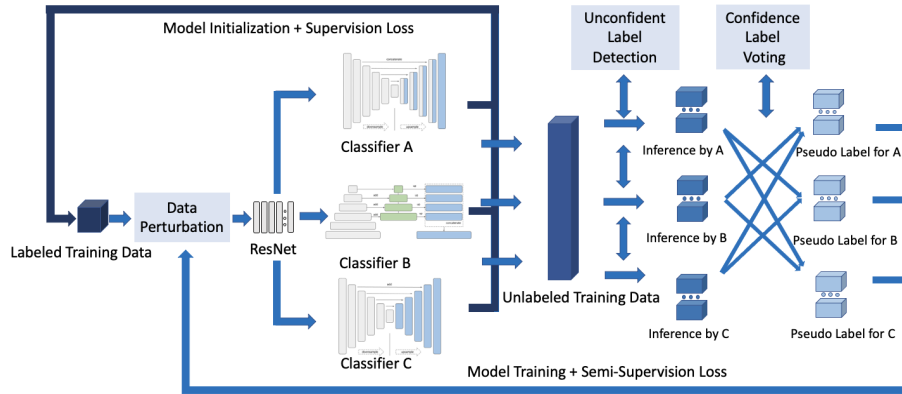 Model Initialization + Supervision Loss
Unconfident
Label
Detection
Confidence
Label
Voting
Classifier A
Inference by A
Pseudo Label for A
Data
Perturbation
ResNet
Labeled Training Data
Classifier B
Inference by B
Pseudo Label for B
Unlabeled Training Data
Classifier C
Inference by C
Pseudo Label for C
Model Training + Semi-Supervision Loss